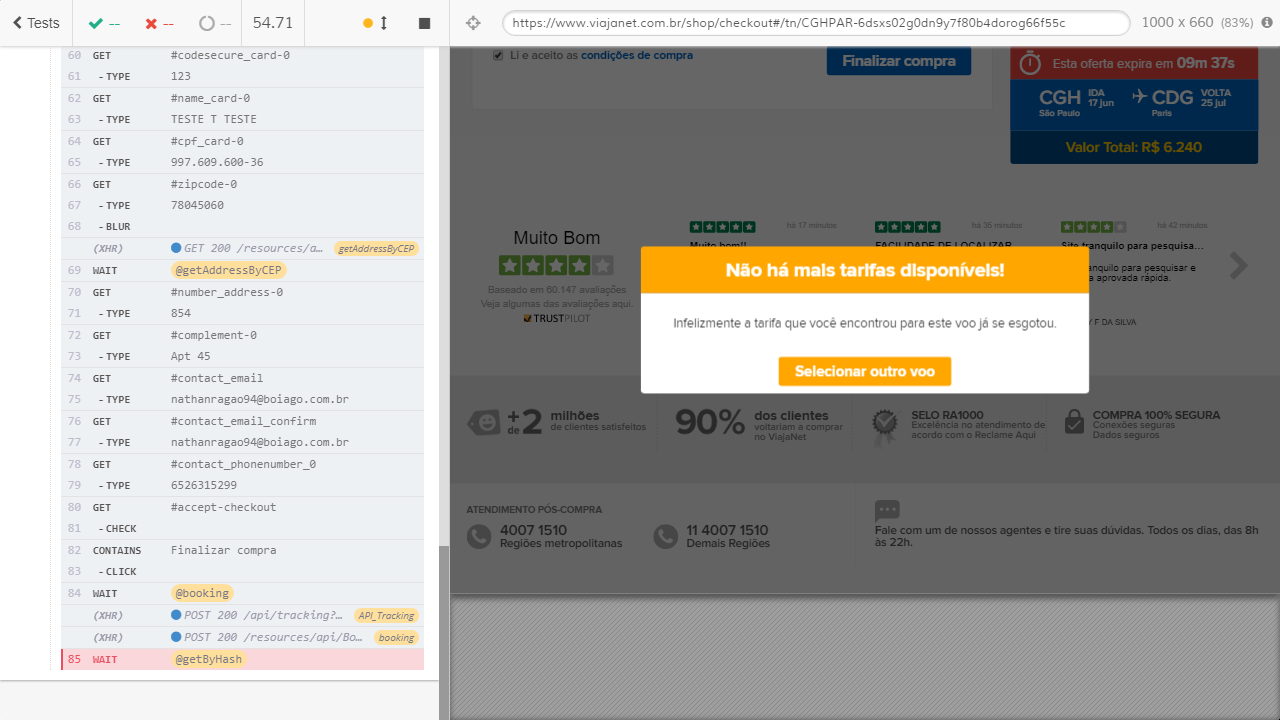 Tests
--
--
--
54.71
https://www.viajanet.com.br/shop/checkout#/tn/CGHPAR-6dsxs02g0dn9y7f80b4dorog66f55c
1000 x 660 (83%)
60 GET #codesecure_card-0
61 - TYPE 123
62 GET #name_card-0
63 - TYPE TESTE T TESTE
64 GET #cpf_card-0
65 - TYPE 997.609.600-36
66 GET #zipcode-0
67 - TYPE 78045060
68 - BLUR
(XHR) GET 200 /resources/a... getAddressByCEP
69 WAIT @getAddressByCEP
70 GET #number_address-0
71 - TYPE 854
72 GET #complement-0
73 - TYPE Apt 45
74 GET #contact_email
75 - TYPE nathanragao94@boiago.com.br
76 GET #contact_email_confirm
77 - TYPE nathanragao94@boiago.com.br
78 GET #contact_phonenumber_0
79 - TYPE 6526315299
80 GET #accept-checkout
81 - CHECK
82 CONTAINS Finalizar compra
83 - CLICK
84 WAIT @booking
(XHR) POST 200 /api/tracking?... API_Tracking
(XHR) POST 200 /resources/api/Bo... booking
85 WAIT @getByHash
Li e aceito as condições de compra
Finalizar compra
Esta oferta expira em 09m 37s
CGH IDA 17 jun
São Paulo
CDG VOLTA 25 jul
Paris
Valor Total: R$ 6.240
Muito Bom
Baseado em 60.147 avaliações
Veja algumas das avaliações aqui.
TRUSTPILOT
há 17 minutos
Muito bom!!
há 35 minutos
FACILIDADE DE LOCALIZAR
há 42 minutos
Site tranquilo para pesquisa...
anquilo para pesquisar e
a aprovada rápida.
F DA SILVA
Não há mais tarifas disponíveis!
Infelizmente a tarifa que você encontrou para este voo já se esgotou.
Selecionar outro voo
+ de 2 milhões
de clientes satisfeitos
90% dos clientes
voltariam a comprar
no ViajaNet
SELO RA1000
Excelência no atendimento de
acordo com o Reclame Aqui
COMPRA 100% SEGURA
Conexões seguras
Dados seguros
ATENDIMENTO PÓS-COMPRA
4007 1510
Regiões metropolitanas
11 4007 1510
Demais Regiões
Fale com um de nossos agentes e tire suas dúvidas. Todos os dias, das 8h
às 22h.